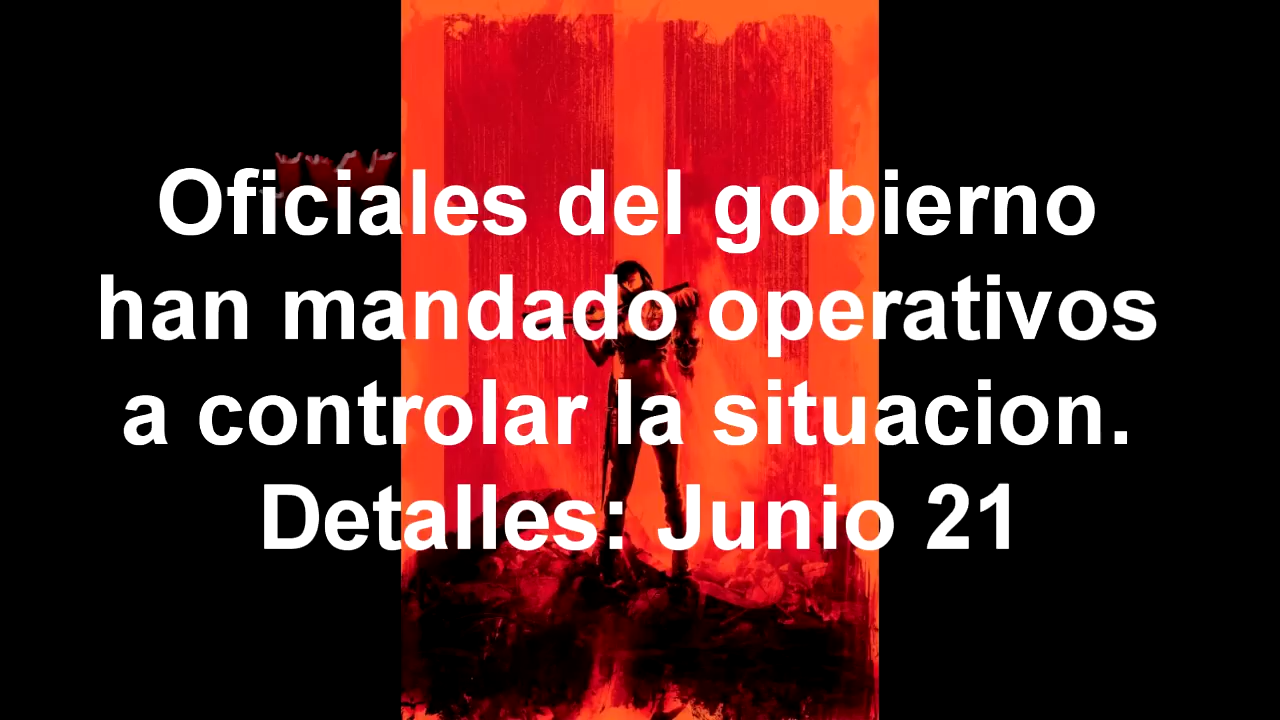 Oficiales del gobierno
han mandado operativos
a controlar la situacion.
Detalles: Junio 21